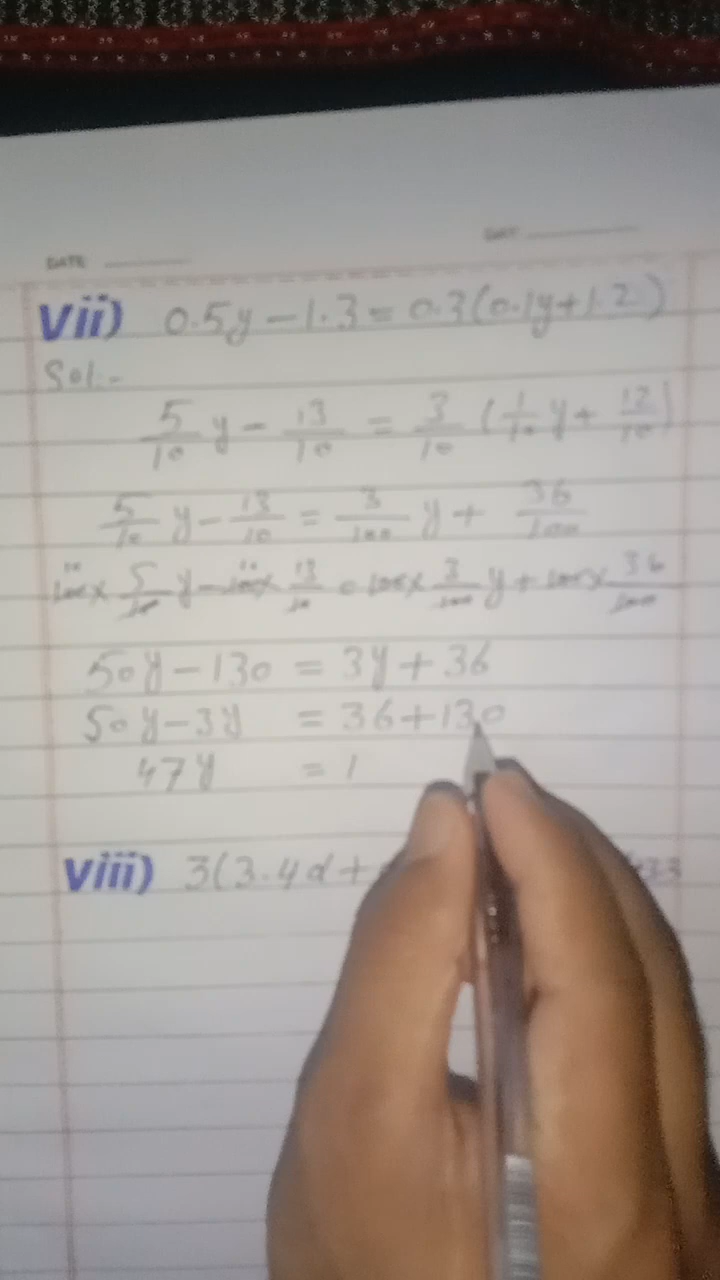 DATE
DAY
Vii) 0.5y - 1.3 = 0.3(0.1y + 1.2)
Sol:-
5/10 y - 13/10 = 3/10 (1/10 y + 12/10)
5/10 y - 13/10 = 3/100 y + 36/100
100 × 5/10 y - 100 × 13/10 = 100 × 3/100 y + 100 × 36/100
50y - 130 = 3y + 36
50y - 3y = 36 + 130
47y = 1
Viii) 3(3.4d +